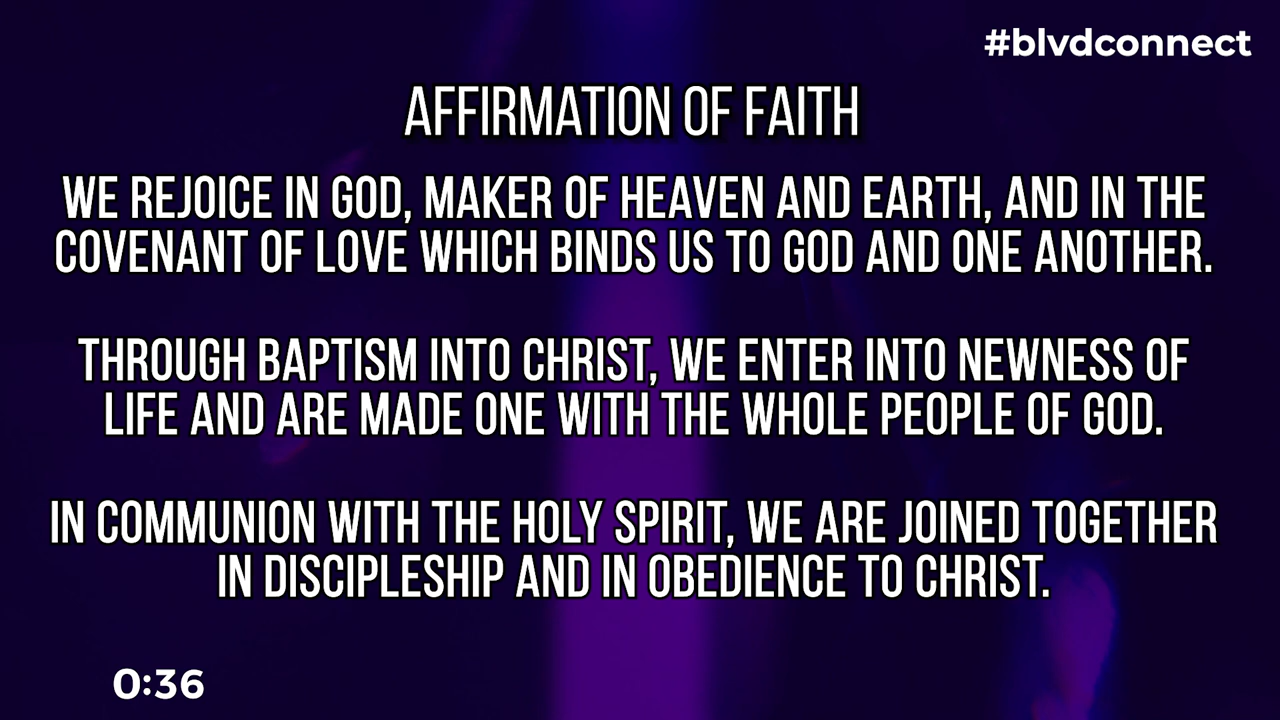 #blvdconnect
AFFIRMATION OF FAITH
WE REJOICE IN GOD, MAKER OF HEAVEN AND EARTH, AND IN THE
COVENANT OF LOVE WHICH BINDS US TO GOD AND ONE ANOTHER.
THROUGH BAPTISM INTO CHRIST, WE ENTER INTO NEWNESS OF
LIFE AND ARE MADE ONE WITH THE WHOLE PEOPLE OF GOD.
IN COMMUNION WITH THE HOLY SPIRIT, WE ARE JOINED TOGETHER
IN DISCIPLESHIP AND IN OBEDIENCE TO CHRIST.
0:36